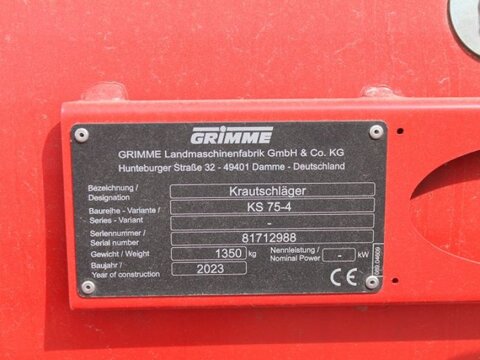 GRIMME
GRIMME Landmaschinenfabrik GmbH & Co. KG
Hunteburger Straße 32 - 49401 Damme - Deutschland
Bezeichnung / Designation Krautschläger
Baureihe - Variante / Series - Variant KS 75-4
-
Seriennummer / Serial number 81712988
Gewicht / Weight 1350 kg Nennleistung / Nominal Power - kW
Baujahr / Year of construction 2023
CE